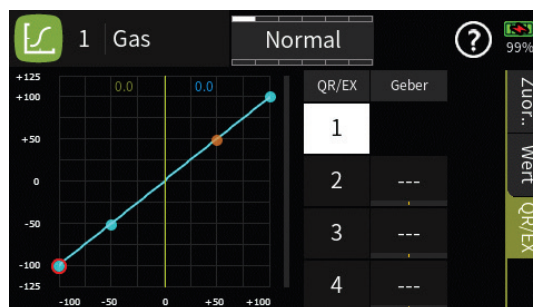 1 Gas Normal ? 99%
+125 0.0 0.0 QR/EX Geber Zuor..
+100
1
+50 Wert
0 2 ---
QR/EX
-50 3 ---
-100
-125 4 ---
-100 -50 0 +50 +100